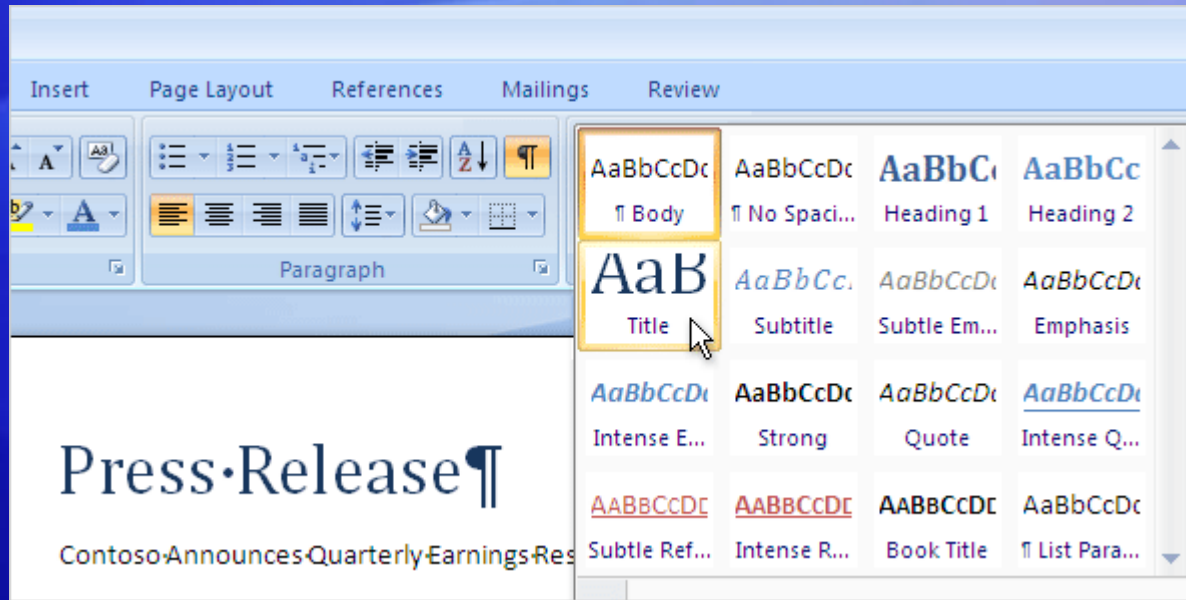 Insert Page Layout References Mailings Review
AaBbCcDc AaBbCcDc AaBbC AaBbCc
¶ Body ¶ No Spaci... Heading 1 Heading 2
Paragraph
AaB AaBbCc. AaBbCcDc AaBbCcDc
Title Subtitle Subtle Em... Emphasis
AaBbCcDc AaBbCcDc AaBbCcDc AaBbCcDc
Intense E... Strong Quote Intense Q...
AABBCCDD AABBCCDD AABBCCDD AaBbCcDc
Subtle Ref... Intense R... Book Title ¶ List Para...
Press·Release¶
Contoso·Announces·Quarterly·Earnings·Res